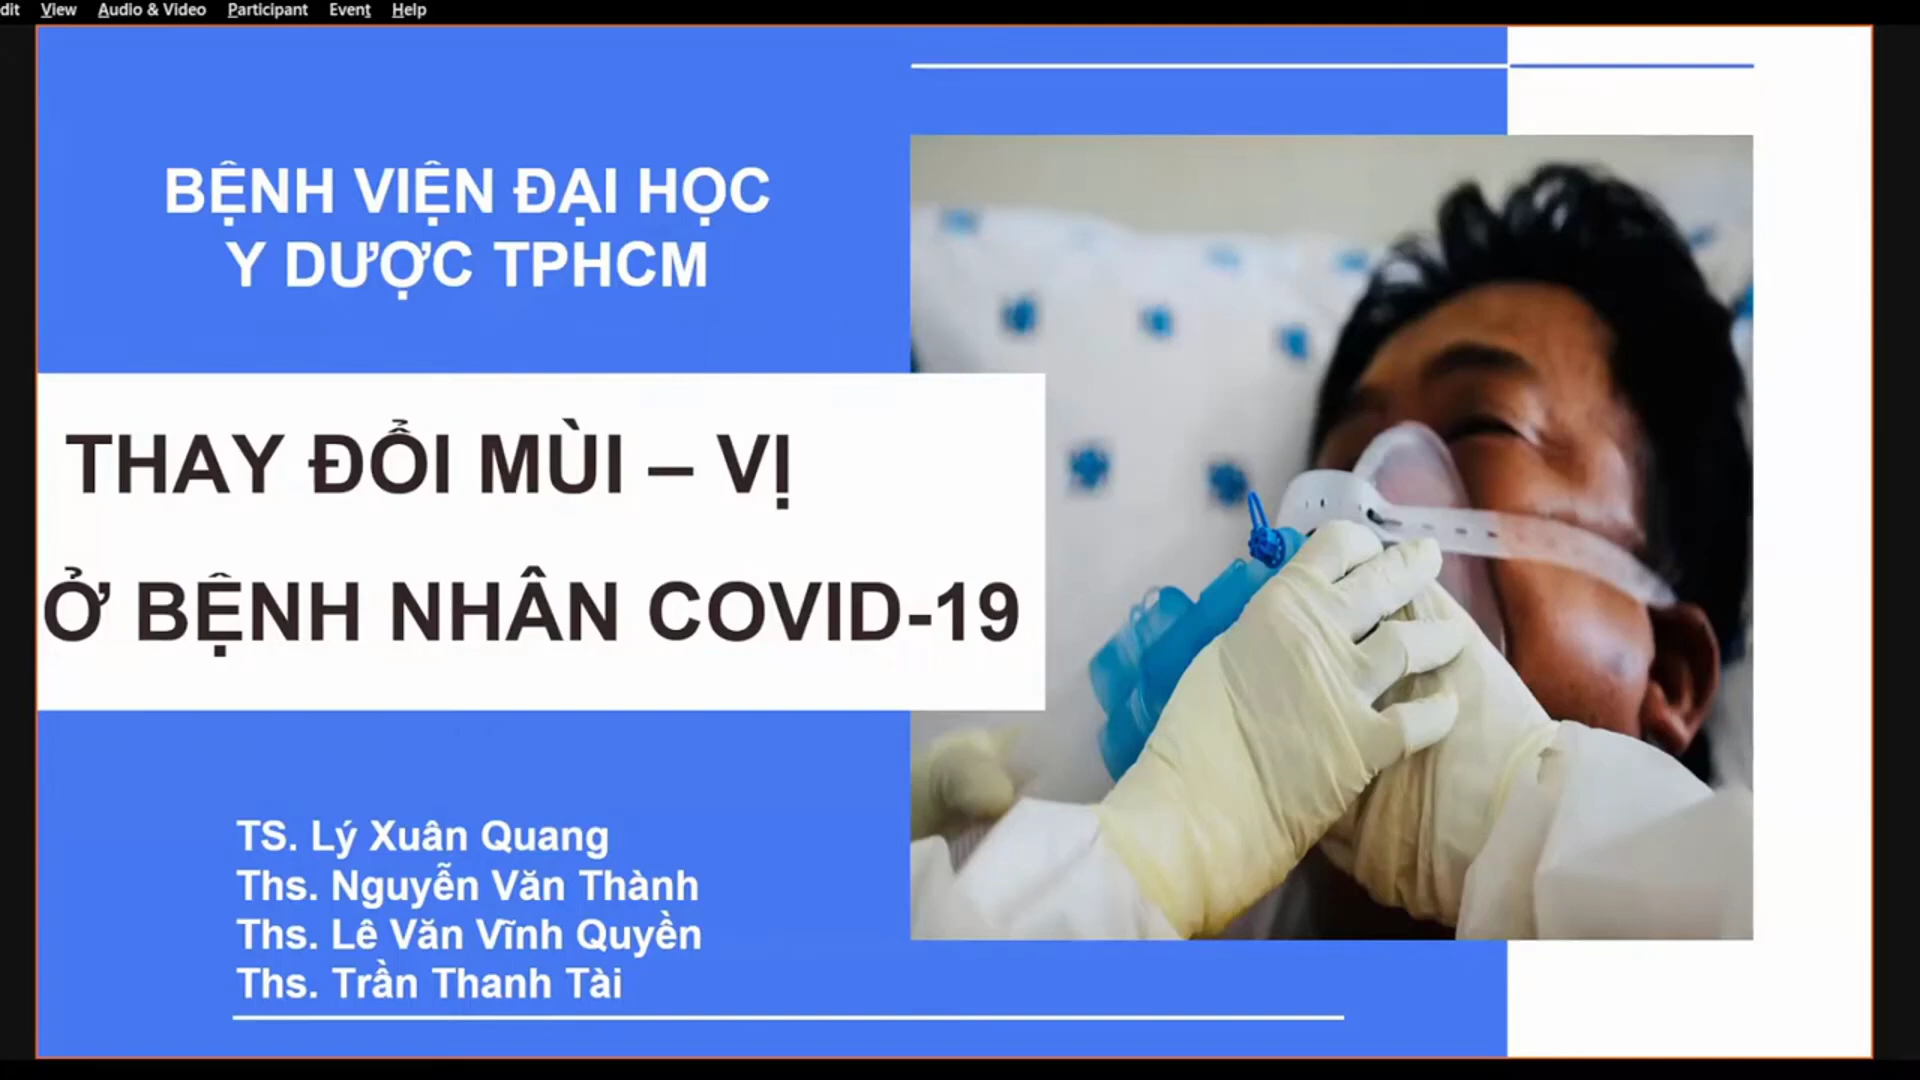 dit View Audio & Video Participant Event Help
BỆNH VIỆN ĐẠI HỌC
Y DƯỢC TPHCM
THAY ĐỔI MÙI – VỊ
Ở BỆNH NHÂN COVID-19
TS. Lý Xuân Quang
Ths. Nguyễn Văn Thành
Ths. Lê Văn Vĩnh Quyền
Ths. Trần Thanh Tài